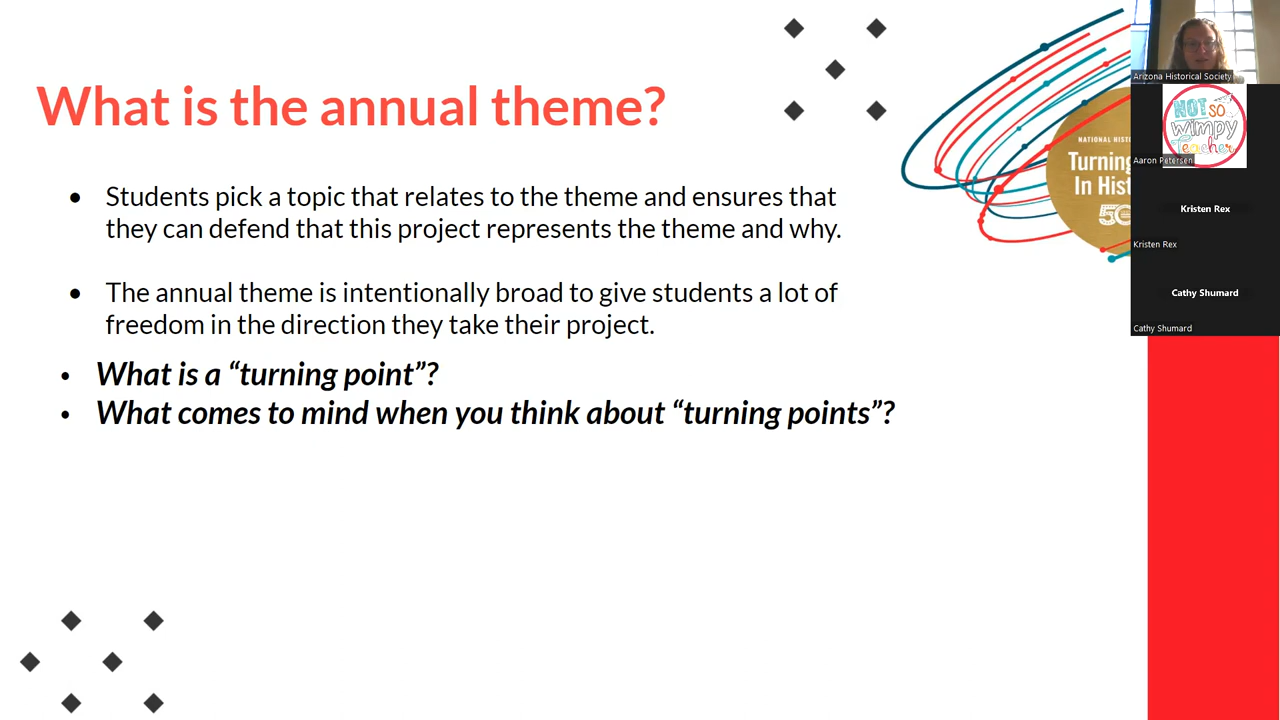 What is the annual theme?
• Students pick a topic that relates to the theme and ensures that
they can defend that this project represents the theme and why.
• The annual theme is intentionally broad to give students a lot of
freedom in the direction they take their project.
• What is a “turning point”?
• What comes to mind when you think about “turning points”?
NATIONAL
Turning
In
Arizona Historical Society
NOT SO
wimpy
Teacher
Aaron Petersen
Kristen Rex
Kristen Rex
Cathy Shumard
Cathy Shumard